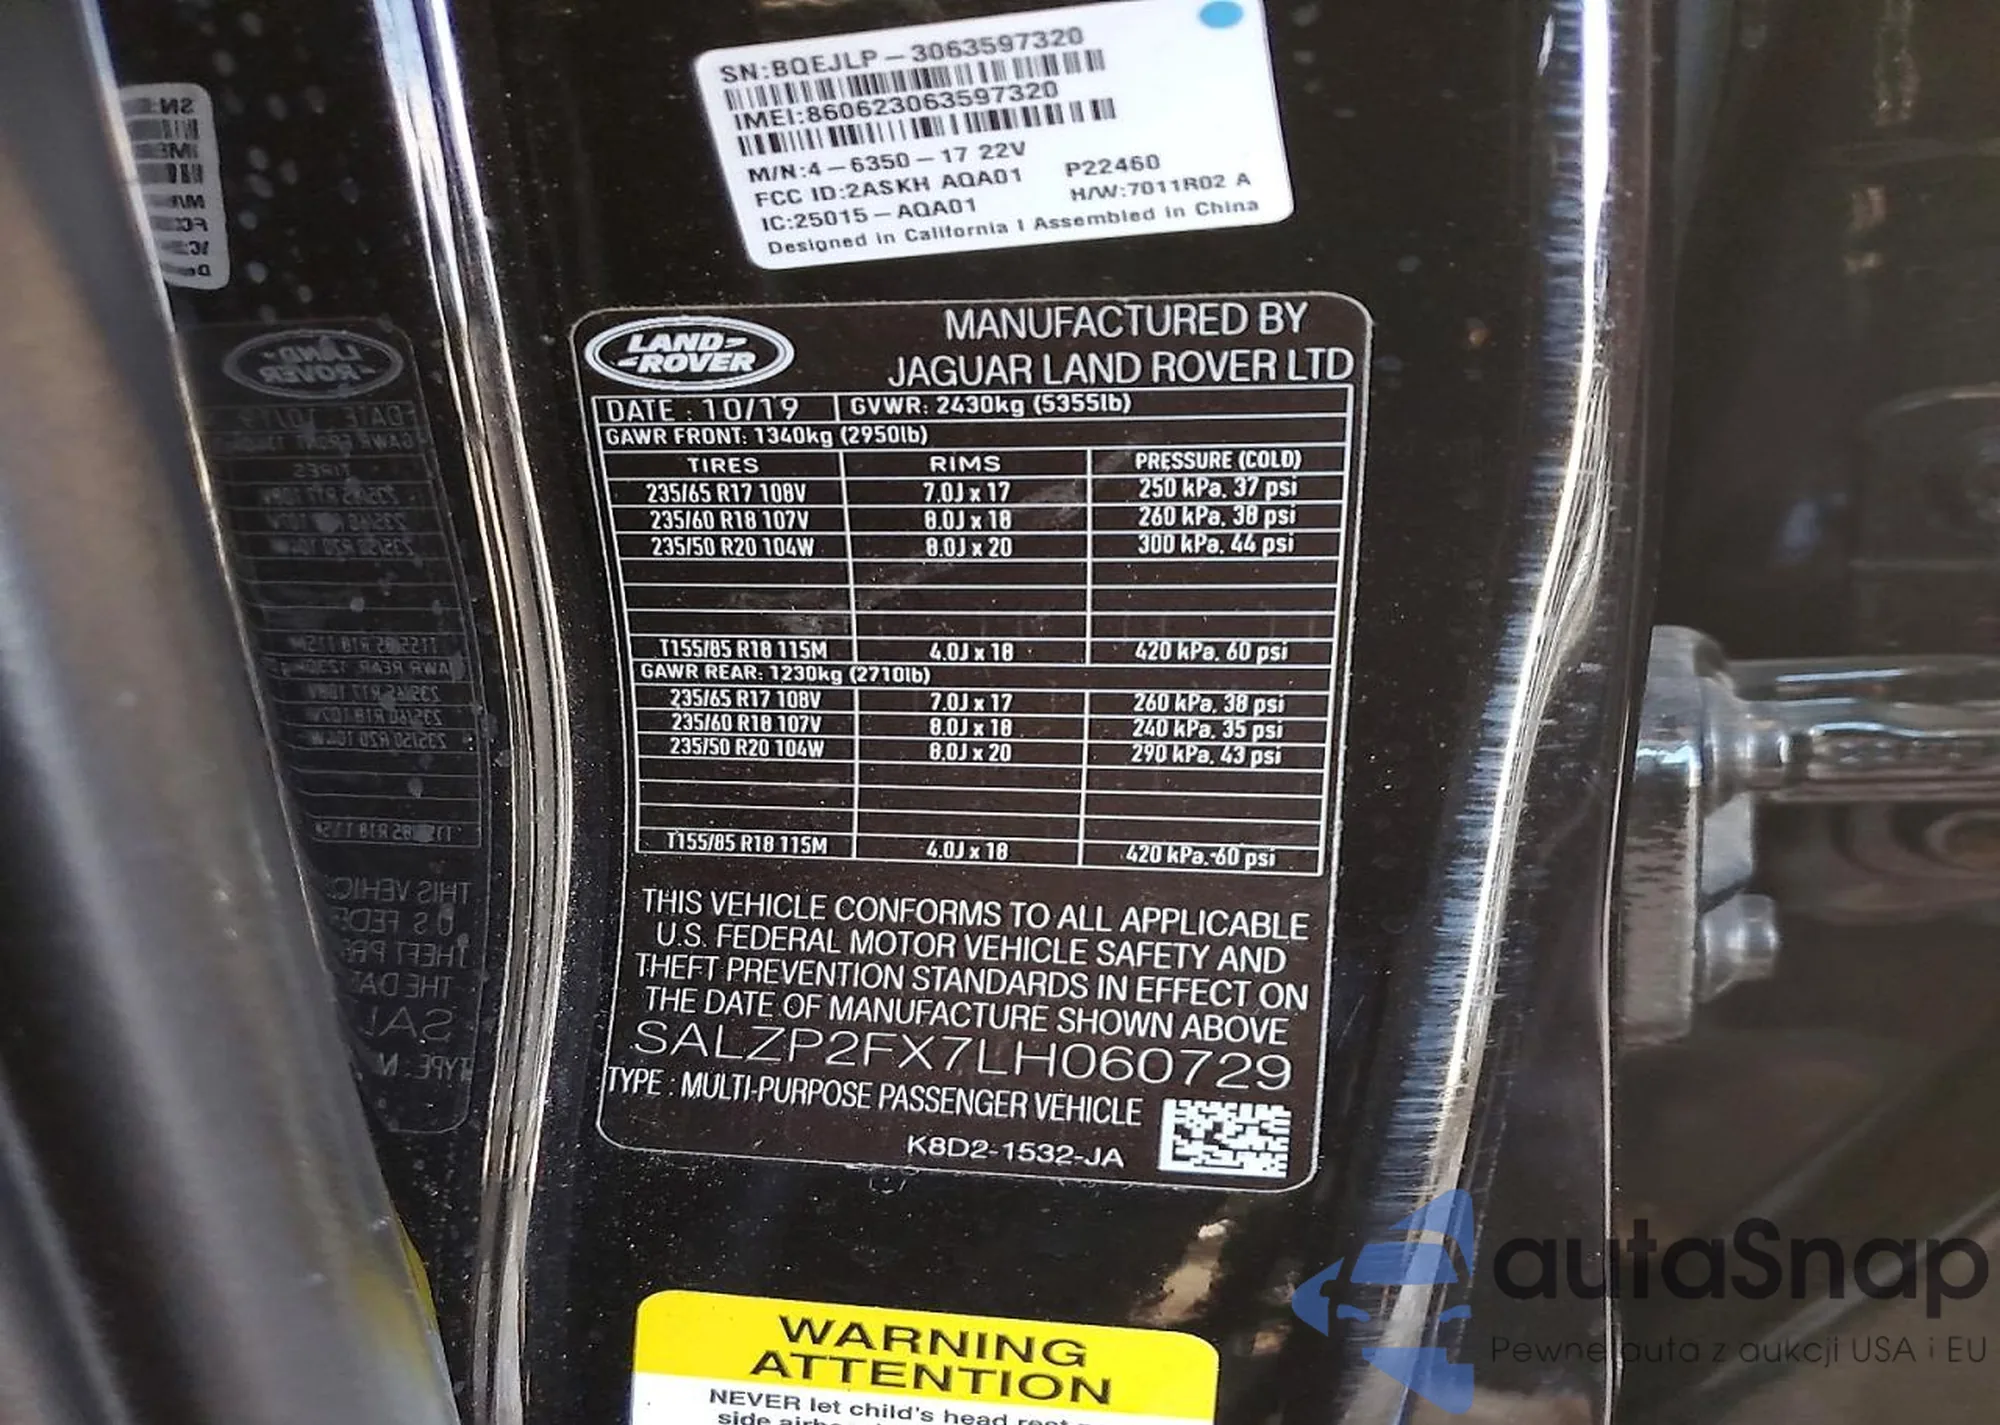 SN:BQEJLP-3063597320
IMEI:860623063597320
M/N:4-6350-17 22V
P22460
FCC ID:2ASKH AQA01
H/W:7011R02 A
IC:25015-AQA01
Designed in California I Assembled in China
LAND ROVER
MANUFACTURED BY
JAGUAR LAND ROVER LTD
DATE : 10/19 GVWR: 2430kg (5355lb)
GAWR FRONT: 1340kg (2950lb)
TIRES RIMS PRESSURE (COLD)
235/65 R17 108V 7.0J x 17 250 kPa. 37 psi
235/60 R18 107V 8.0J x 18 260 kPa. 38 psi
235/50 R20 104W 8.0J x 20 300 kPa. 44 psi
T155/85 R18 115M 4.0J x 18 420 kPa. 60 psi
GAWR REAR: 1230kg (2710lb)
235/65 R17 108V 7.0J x 17 260 kPa. 38 psi
235/60 R18 107V 8.0J x 18 240 kPa. 35 psi
235/50 R20 104W 8.0J x 20 290 kPa. 43 psi
T155/85 R18 115M 4.0J x 18 420 kPa. 60 psi
THIS VEHICLE CONFORMS TO ALL APPLICABLE
U.S. FEDERAL MOTOR VEHICLE SAFETY AND
THEFT PREVENTION STANDARDS IN EFFECT ON
THE DATE OF MANUFACTURE SHOWN ABOVE
SALZP2FX7LH060729
TYPE : MULTI-PURPOSE PASSENGER VEHICLE
K8D2-1532-JA
WARNING
ATTENTION
NEVER let child's head rest
side
autaSnap
Pewne auta z aukcji USA i EU